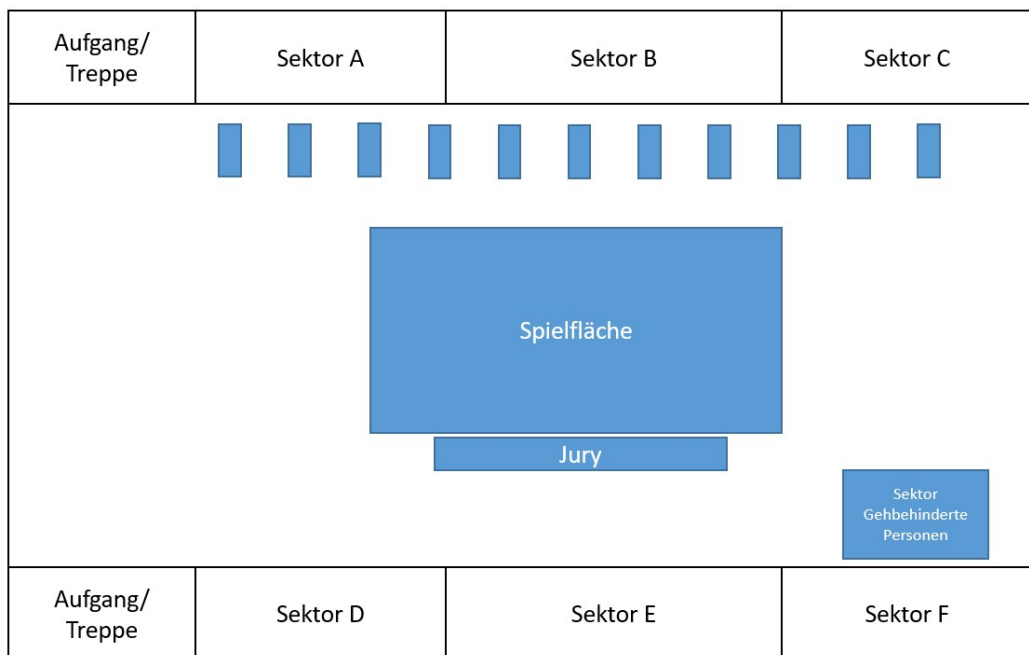 Aufgang/
Treppe
Sektor A
Sektor B
Sektor C
Spielfläche
Jury
Sektor
Gehbehinderte
Personen
Aufgang/
Treppe
Sektor D
Sektor E
Sektor F